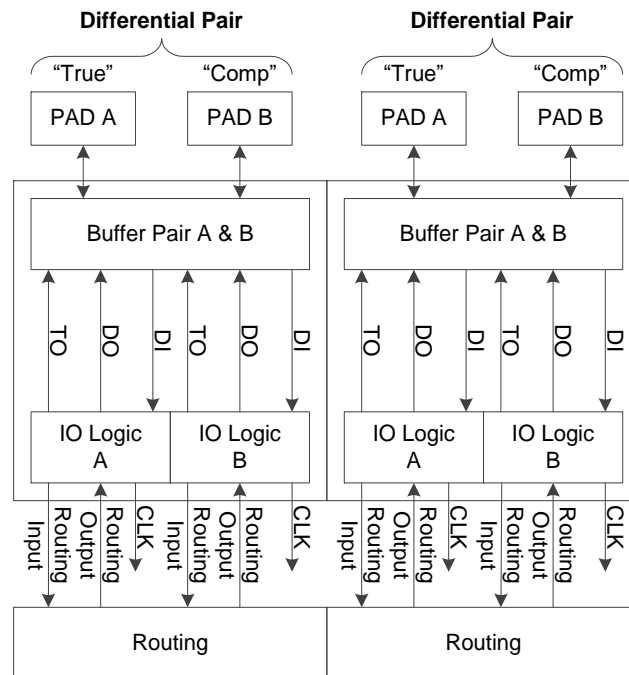 Differential Pair Differential Pair
“True” “Comp” “True” “Comp”
PAD A PAD B PAD A PAD B
Buffer Pair A & B Buffer Pair A & B
TO DO DI TO DO DI TO DO DI TO DO DI
IO Logic A IO Logic B IO Logic A IO Logic B
Routing Input Routing Output CLK Routing Input Routing Output CLK Routing Input Routing Output CLK Routing Input Routing Output CLK
Routing Routing